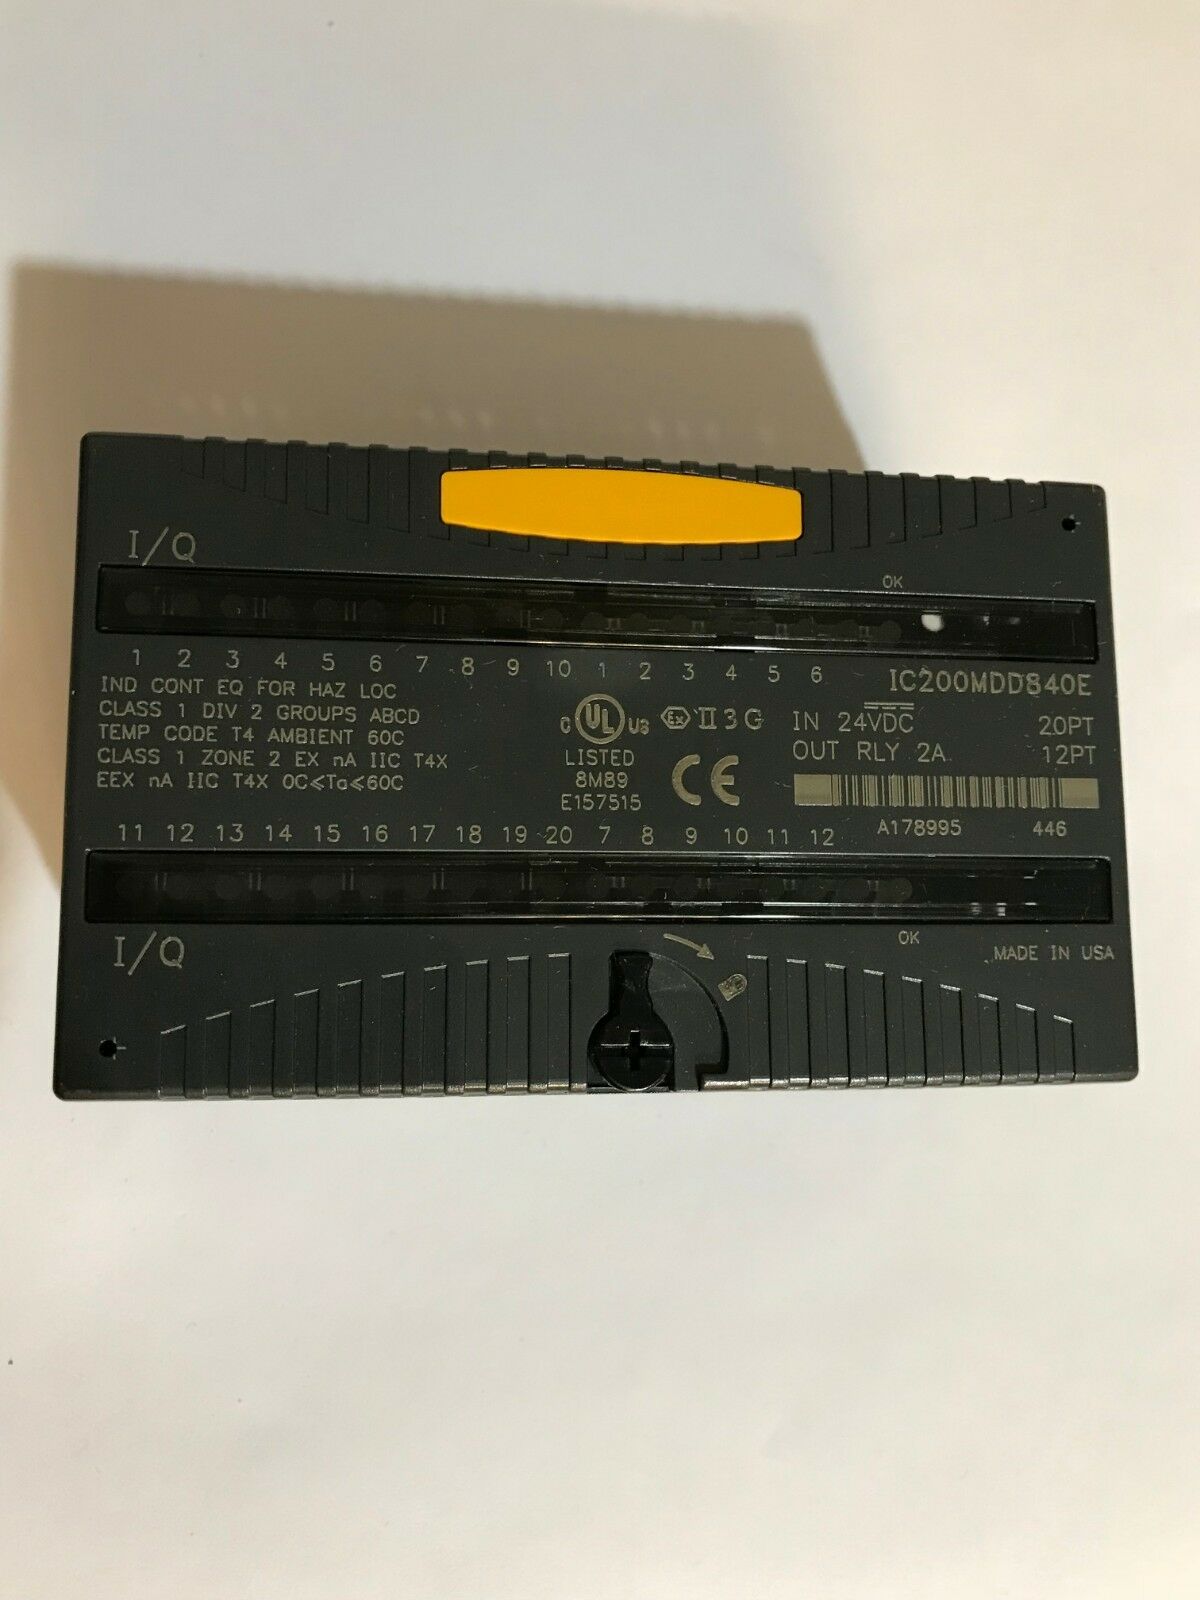 I/Q
OK
1 2 3 4 5 6 7 8 9 10 1 2 3 4 5 6
IC200MDD840E
IND CONT EQ FOR HAZ LOC
CLASS 1 DIV 2 GROUPS ABCD
TEMP CODE T4 AMBIENT 60C
CLASS 1 ZONE 2 EX nA IIC T4X
EEX nA IIC T4X 0C≤Ta≤60C
C UL US
LISTED
8M89
E157515
Ex II 3 G
CE
IN 24VDC 20PT
OUT RLY 2A 12PT
A178995 446
11 12 13 14 15 16 17 18 19 20 7 8 9 10 11 12
I/Q
OK
MADE IN USA